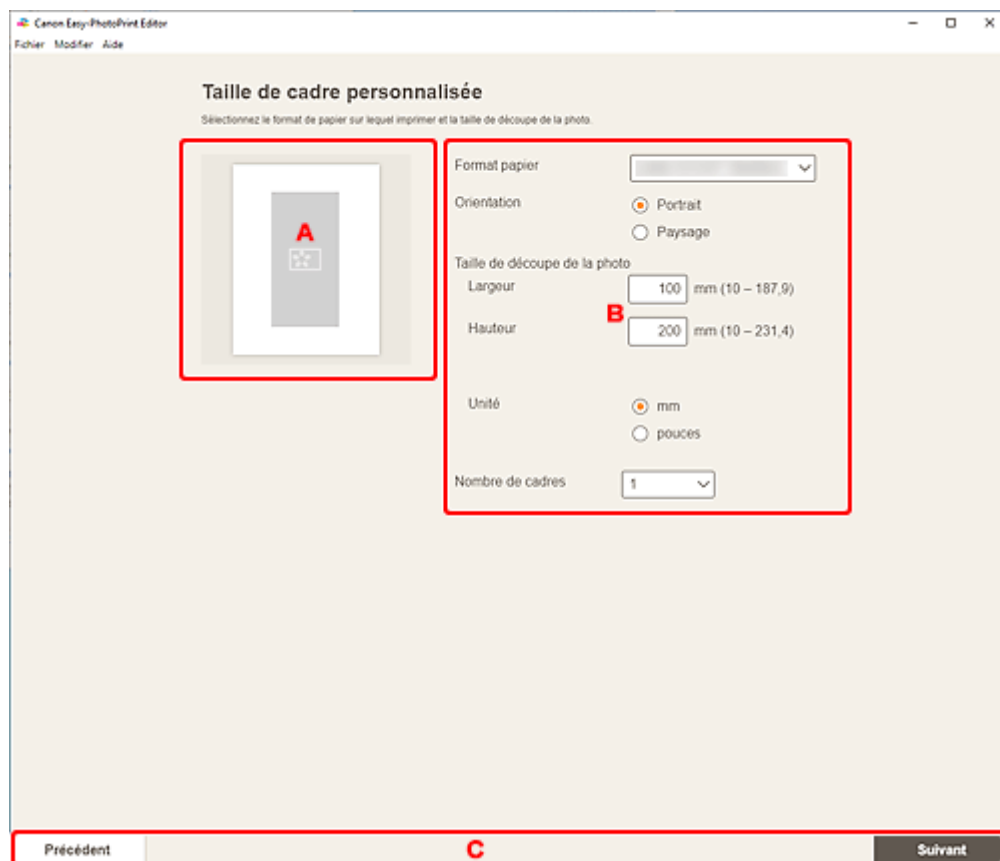 Canon Easy-PhotoPrint Editor
Fichier Modifier Aide
Taille de cadre personnalisée
Sélectionnez le format de papier sur lequel imprimer et la taille de découpe de la photo.
A
Format papier
Orientation
Portrait
Paysage
Taille de découpe de la photo
Largeur 100 mm (10 – 187,9)
B
Hauteur 200 mm (10 – 231,4)
Unité
mm
pouces
Nombre de cadres 1
Précédent C Suivant